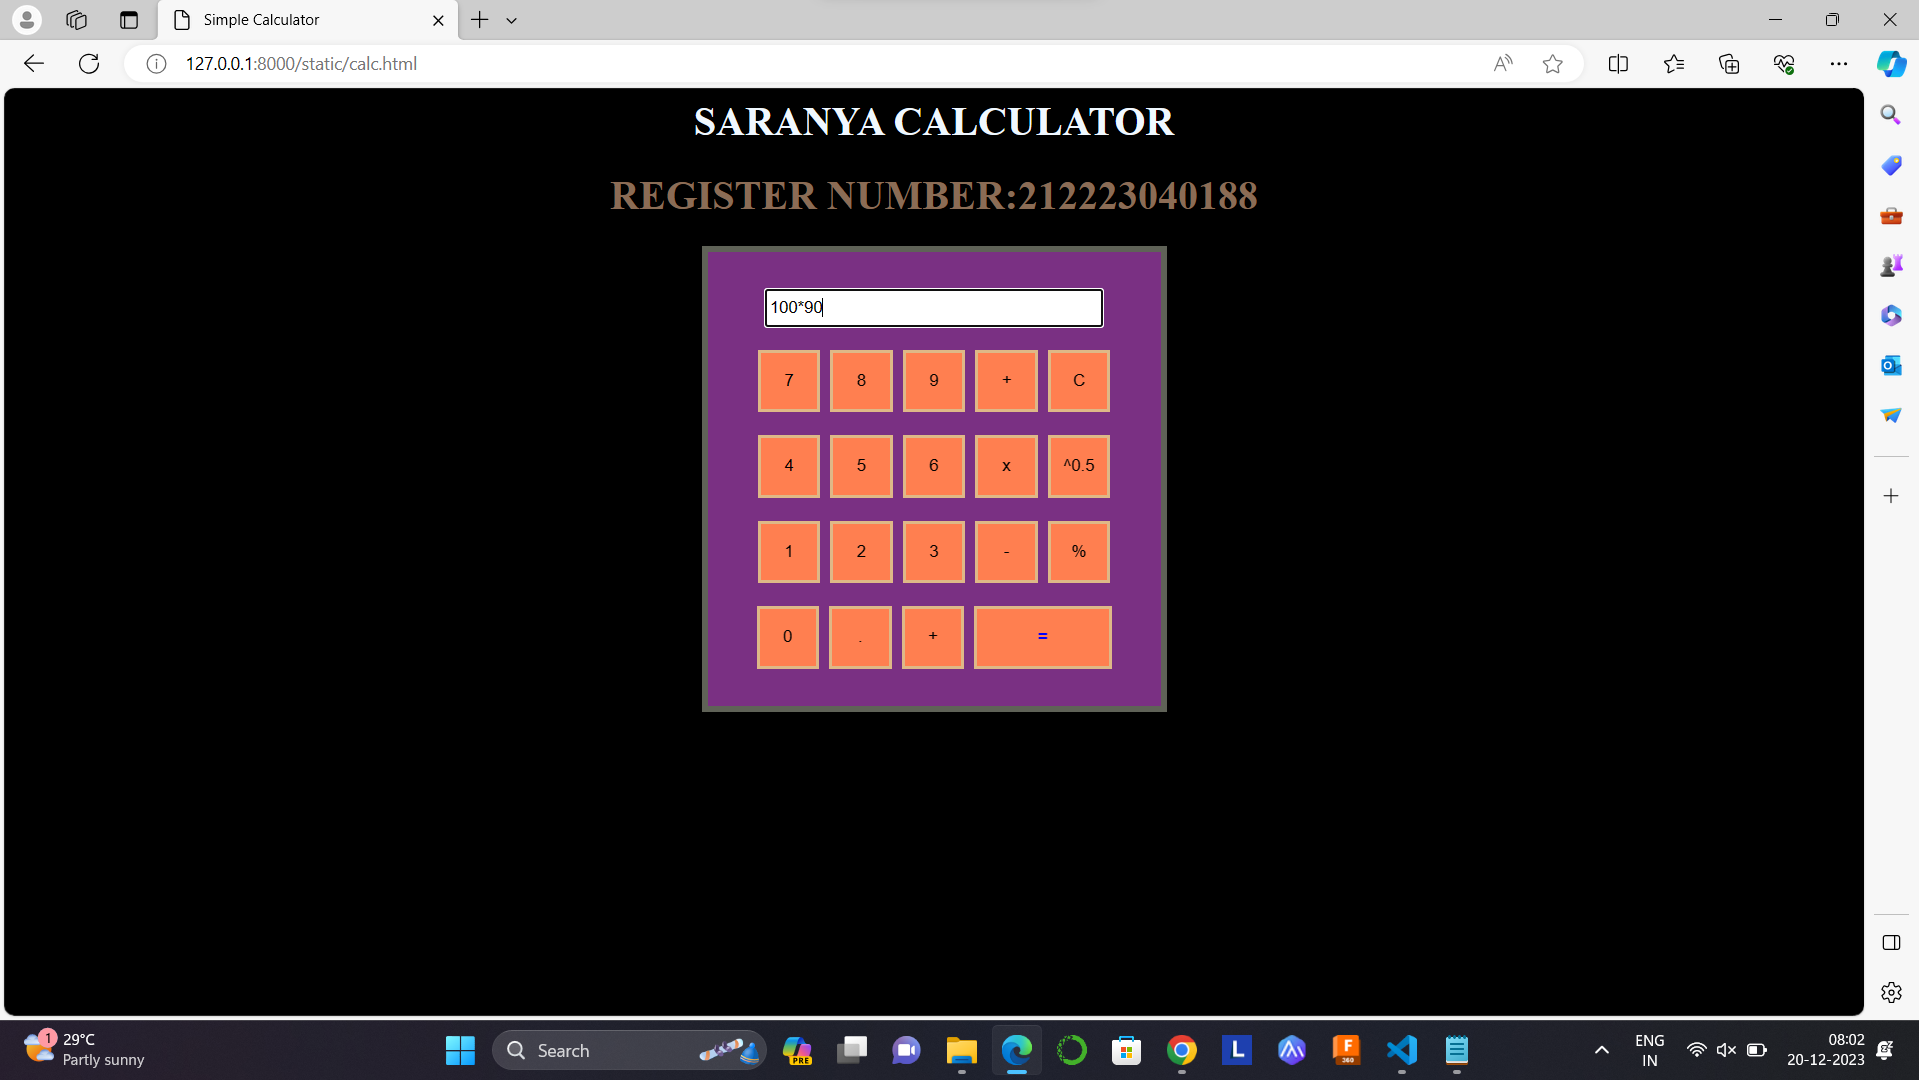 Simple Calculator
127.0.0.1:8000/static/calc.html
SARANYA CALCULATOR
REGISTER NUMBER:212223040188
100*90
7 8 9 + C
4 5 6 x ^0.5
1 2 3 - %
0 . + =
1
29°C
Partly sunny
Search
PRE
L
F
360
ENG
IN
08:02
20-12-2023